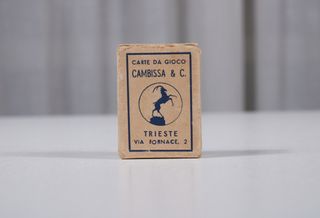 CARTE DA GIOCO
CAMBISSA & C.
TRIESTE
VIA FORNACE, 2